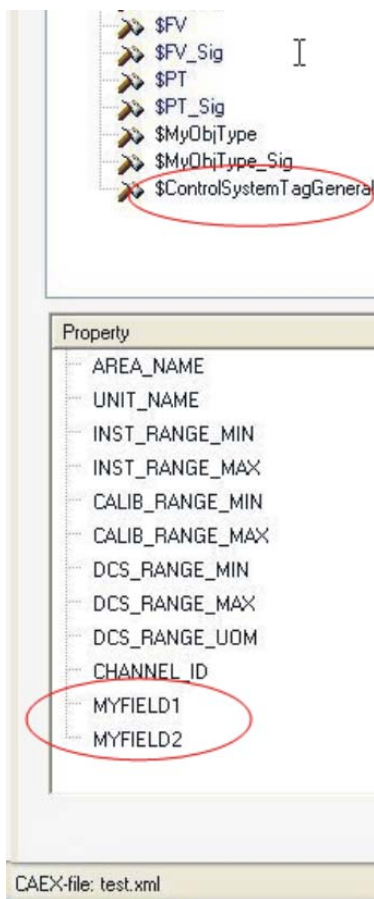 $FV
$FV_Sig
$PT
$PT_Sig
$MyObjType
$MyObjType_Sig
$ControlSystemTagGeneral
Property
AREA_NAME
UNIT_NAME
INST_RANGE_MIN
INST_RANGE_MAX
CALIB_RANGE_MIN
CALIB_RANGE_MAX
DCS_RANGE_MIN
DCS_RANGE_MAX
DCS_RANGE_UOM
CHANNEL_ID
MYFIELD1
MYFIELD2
CAEX-file: test.xml